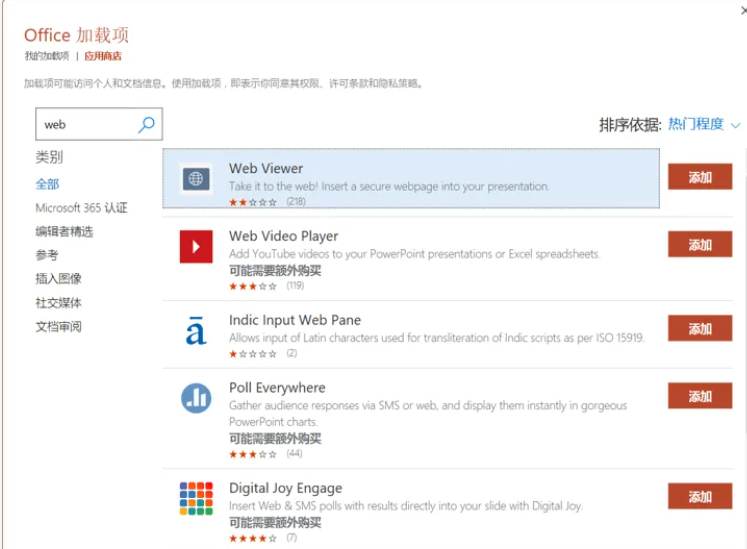 Office 加载项
我的加载项 | 应用商店
加载项可能访问个人和文档信息。使用加载项，即表示你同意其权限、许可条款和隐私策略。
web
排序依据: 热门程度
类别
全部
Microsoft 365 认证
编辑者精选
参考
插入图像
社交媒体
文档审阅
Web Viewer
Take it to the web! Insert a secure webpage into your presentation.
(218)
添加
Web Video Player
Add YouTube videos to your PowerPoint presentations or Excel spreadsheets.
可能需要额外购买
(119)
添加
Indic Input Web Pane
Allows input of Latin characters used for transliteration of Indic scripts as per ISO 15919.
(2)
添加
ā
Poll Everywhere
Gather audience responses via SMS or web, and display them instantly in gorgeous
PowerPoint charts.
可能需要额外购买
(44)
添加
Digital Joy Engage
Insert Web & SMS polls with results directly into your slide with Digital Joy.
可能需要额外购买
(7)
添加